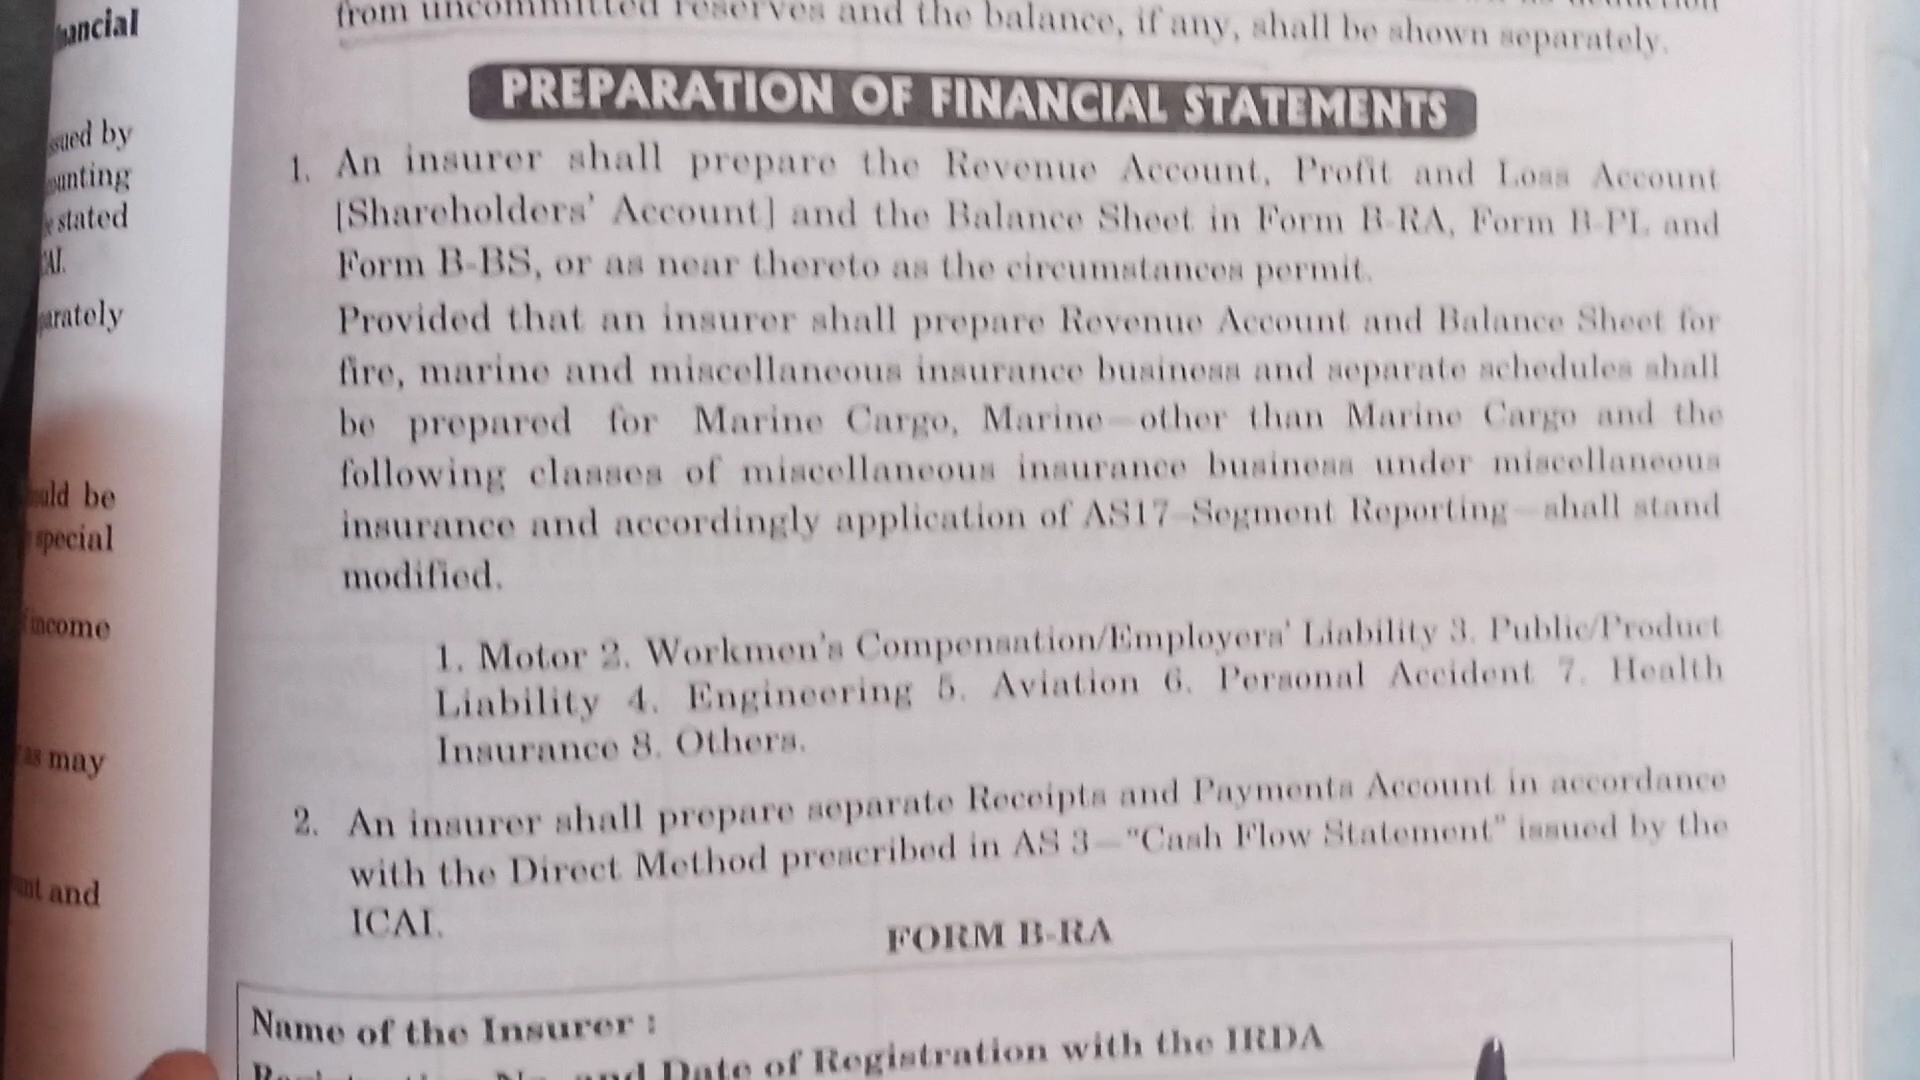 ancial
sued by
ounting
stated
AI.
arately
uld be
special
income
as may
nt and
from uncommitted reserves and the balance, if any, shall be shown separately.
PREPARATION OF FINANCIAL STATEMENTS
1. An insurer shall prepare the Revenue Account, Profit and Loss Account
[Shareholders' Account] and the Balance Sheet in Form B-RA, Form B-PL and
Form B-BS, or as near thereto as the circumstances permit.
Provided that an insurer shall prepare Revenue Account and Balance Sheet for
fire, marine and miscellaneous insurance business and separate schedules shall
be prepared for Marine Cargo, Marine—other than Marine Cargo and the
following classes of miscellaneous insurance business under miscellaneous
insurance and accordingly application of AS17–Segment Reporting—shall stand
modified.
1. Motor 2. Workmen's Compensation/Employers' Liability 3. Public/Product
Liability 4. Engineering 5. Aviation 6. Personal Accident 7. Health
Insurance 8. Others.
2. An insurer shall prepare separate Receipts and Payments Account in accordance
with the Direct Method prescribed in AS 3—"Cash Flow Statement" issued by the
ICAI.
FORM B-RA
Name of the Insurer :
and Date of Registration with the IRDA